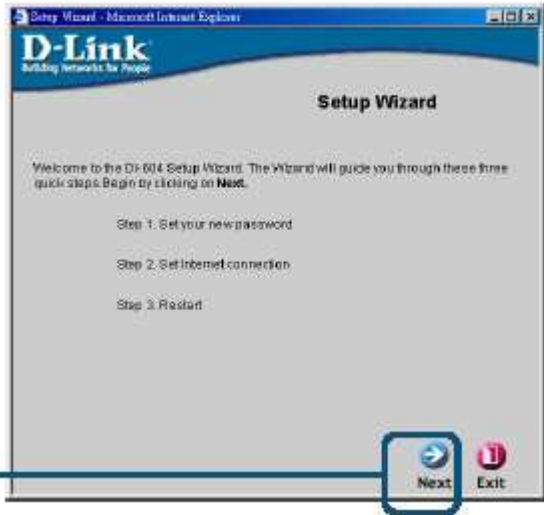 Setup Wizard - Microsoft Internet Explorer
D-Link
Building Networks for People
Setup Wizard
Welcome to the DI-604 Setup Wizard. The Wizard will guide you through these three
quick steps. Begin by clicking on Next.
Step 1. Set your new password
Step 2. Set Internet connection
Step 3. Restart
Next Exit